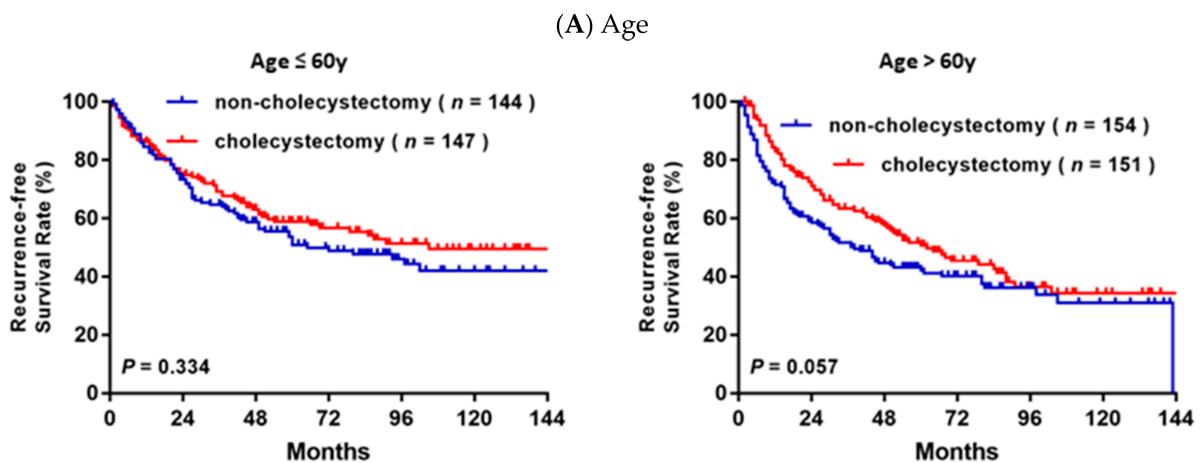 (A) Age
Age ≤ 60y
non-cholecystectomy ( n = 144 )
cholecystectomy ( n = 147 )
Recurrence-free
Survival Rate (%)
100
80
60
40
20
0
P = 0.334
0 24 48 72 96 120 144
Months
Age > 60y
non-cholecystectomy ( n = 154 )
cholecystectomy ( n = 151 )
Recurrence-free
Survival Rate (%)
100
80
60
40
20
0
P = 0.057
0 24 48 72 96 120 144
Months